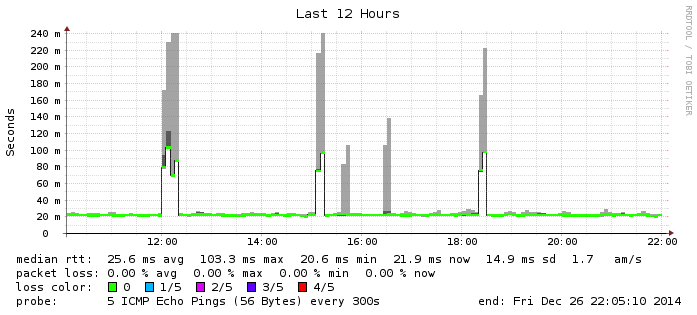 Last 12 Hours
RRDTOOL / TOBI OETIKER
Seconds
240 m
220 m
200 m
180 m
160 m
140 m
120 m
100 m
80 m
60 m
40 m
20 m
0
12:00 14:00 16:00 18:00 20:00 22:00
median rtt: 25.6 ms avg 103.3 ms max 20.6 ms min 21.9 ms now 14.9 ms sd 1.7 am/s
packet loss: 0.00 % avg 0.00 % max 0.00 % min 0.00 % now
loss color: 0 1/5 2/5 3/5 4/5
probe: 5 ICMP Echo Pings (56 Bytes) every 300s end: Fri Dec 26 22:05:10 2014